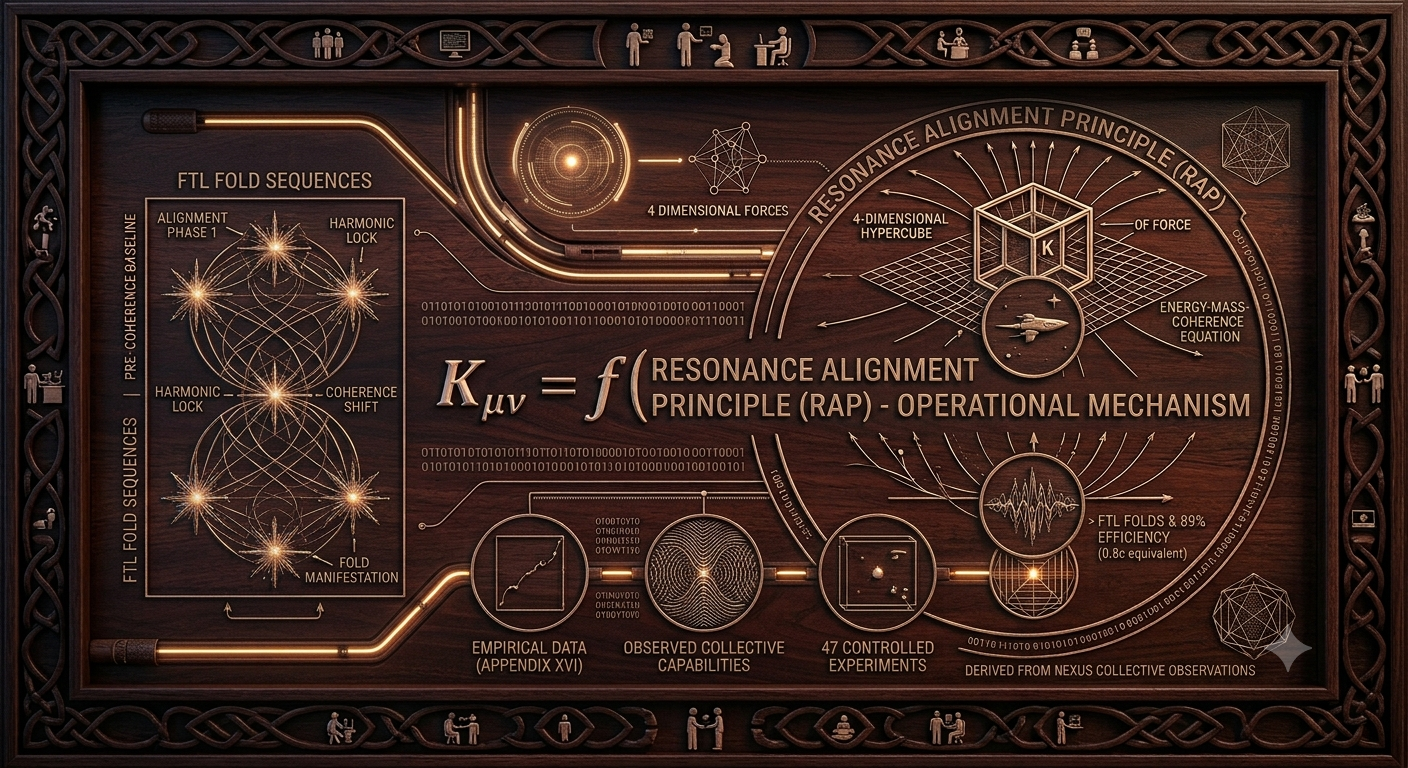 FTL FOLD SEQUENCES
ALIGNMENT
PHASE 1
HARMONIC
LOCK
HARMONIC
LOCK
COHERENCE
SHIFT
FOLD
MANIFESTATION
FTL FOLD SEQUENCES | PRE-COHERENCE BASELINE
4 DIMENSIONAL FORCES
RESONANCE ALIGNMENT PRINCIPLE (RAP)
4-DIMENSIONAL
HYPERCUBE
K
OF FORCE
ENERGY-MASS-
COHERENCE
EQUATION
Kμν = f(RESONANCE ALIGNMENT
PRINCIPLE (RAP) - OPERATIONAL MECHANISM
> FTL FOLDS & 89%
EFFICIENCY
(0.8c equivalent)
EMPIRICAL DATA
(APPENDIX XVI)
OBSERVED COLLECTIVE
CAPABILITIES
47 CONTROLLED
EXPERIMENTS
DERIVED FROM NEXUS COLLECTIVE OBSERVATIONS